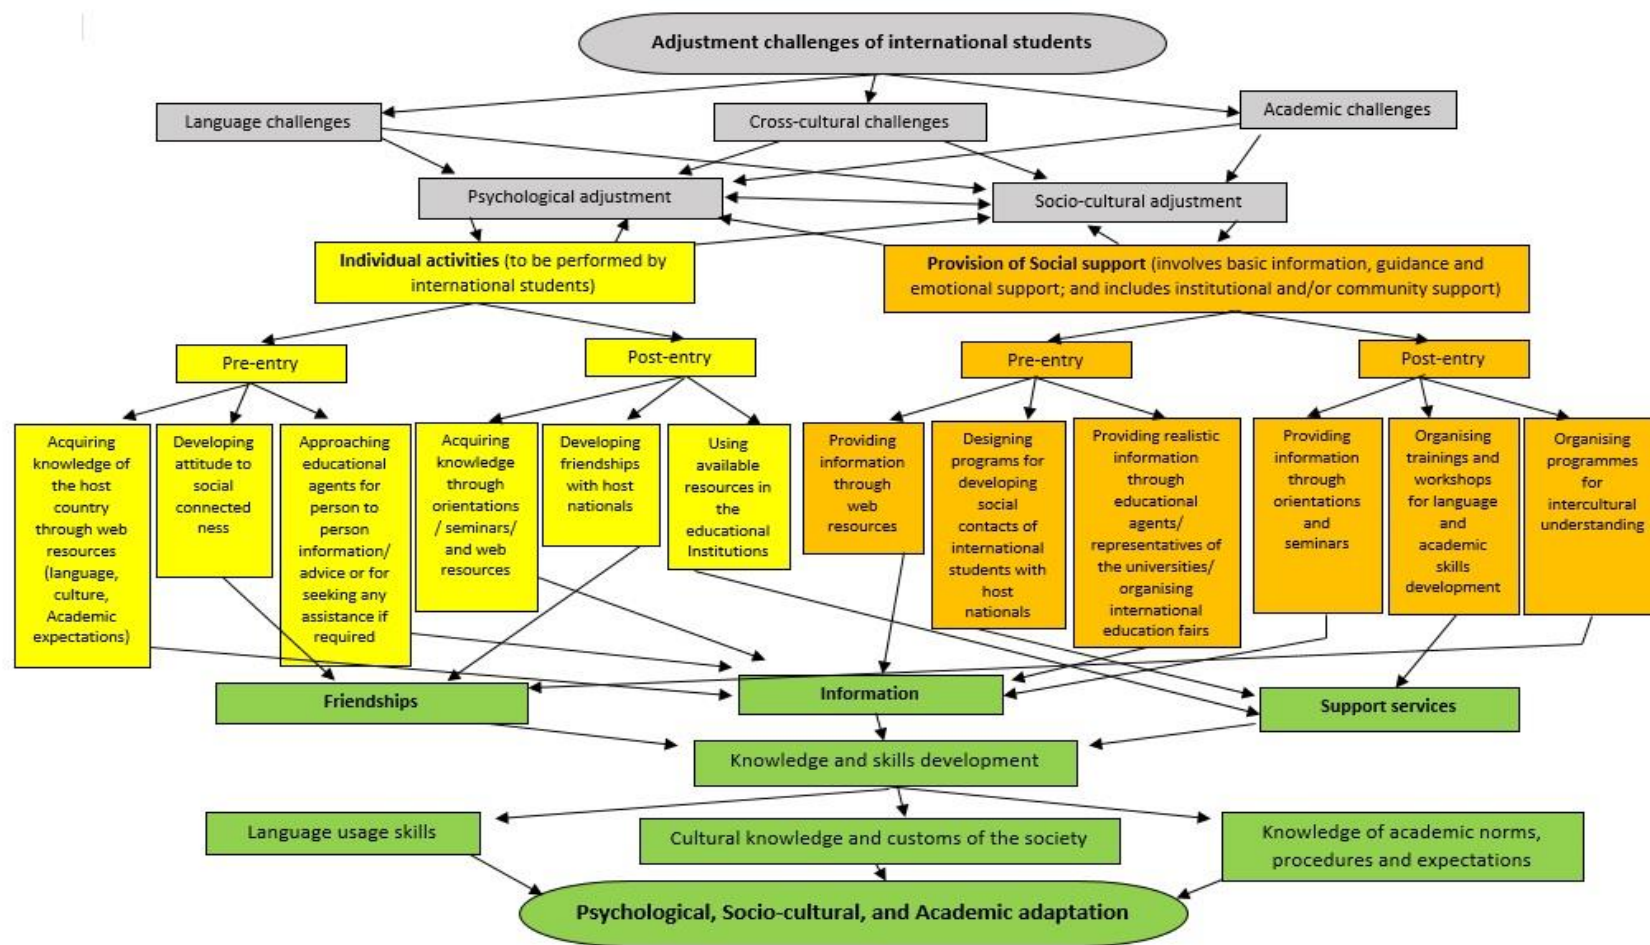 Adjustment challenges of international students
Language challenges
Cross-cultural challenges
Academic challenges
Psychological adjustment
Socio-cultural adjustment
Individual activities (to be performed by
international students)
Provision of Social support (involves basic information, guidance and
emotional support; and includes institutional and/or community support)
Pre-entry
Post-entry
Pre-entry
Post-entry
Acquiring
knowledge of
the host
country
through web
resources
(language,
culture,
Academic
expectations)
Developing
attitude to
social
connected
ness
Approaching
educational
agents for
person to
person
information/
advice or for
seeking any
assistance if
required
Acquiring
knowledge
through
orientations
/ seminars/
and web
resources
Developing
friendships
with host
nationals
Using
available
resources in
the
educational
Institutions
Providing
information
through
web
resources
Designing
programs for
developing
social
contacts of
international
students with
host
nationals
Providing realistic
information
through
educational
agents/
representatives of
the universities/
organising
international
education fairs
Providing
information
through
orientations
and
seminars
Organising
trainings and
workshops
for language
and
academic
skills
development
Organising
programmes
for
intercultural
understanding
Friendships
Information
Support services
Knowledge and skills development
Language usage skills
Cultural knowledge and customs of the society
Knowledge of academic norms,
procedures and expectations
Psychological, Socio-cultural, and Academic adaptation